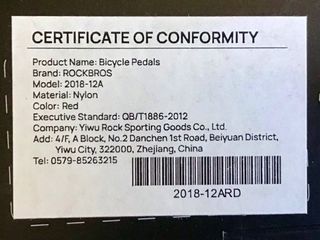 CERTIFICATE OF CONFORMITY
Product Name: Bicycle Pedals
Brand: ROCKBROS
Model: 2018-12A
Material: Nylon
Color: Red
Executive Standard: QB/T1886-2012
Company: Yiwu Rock Sporting Goods Co., Ltd.
Add: 4/F, A Block, No.2 Danchen 1st Road, Beiyuan District,
Yiwu City, 322000, Zhejiang, China
Tel: 0579-85263215
2018-12ARD